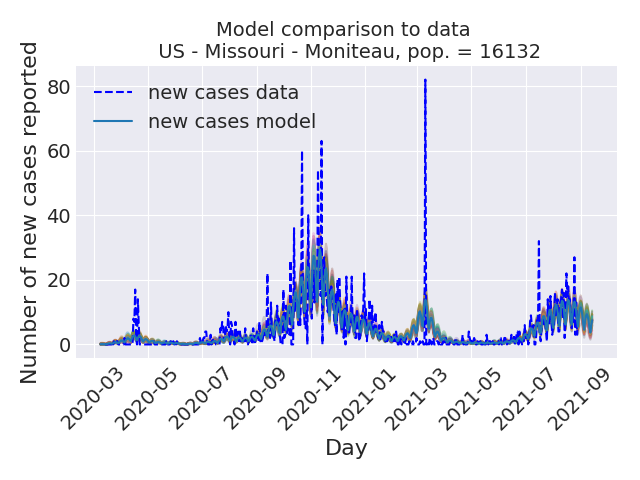 Model comparison to data
US - Missouri - Moniteau, pop. = 16132
Number of new cases reported
80
60
40
20
0
new cases data
new cases model
2020-03
2020-05
2020-07
2020-09
2020-11
2021-01
2021-03
2021-05
2021-07
2021-09
Day